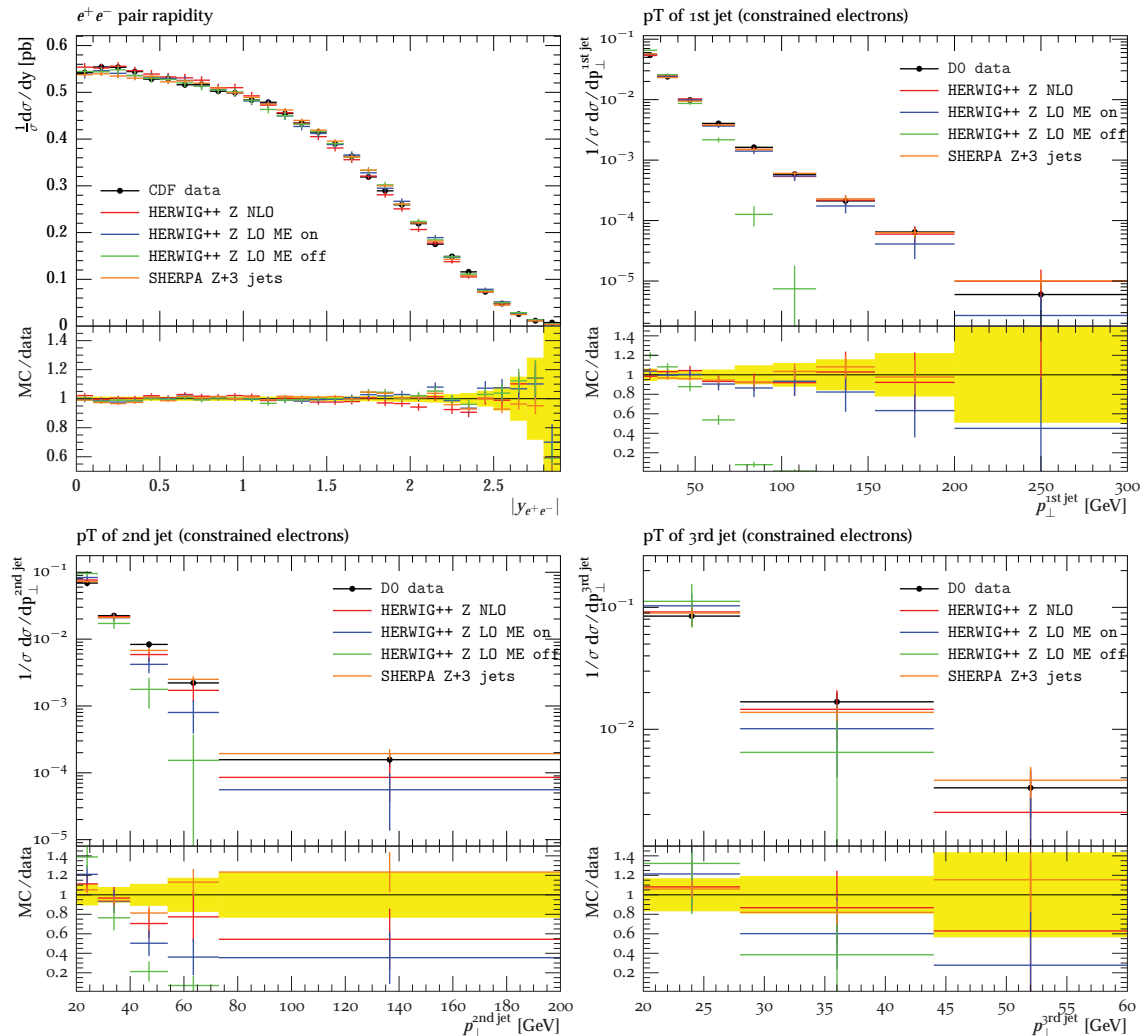 e⁺ e⁻ pair rapidity
1/σ dσ/dy [pb]
0.6
0.5
0.4
0.3
0.2
0.1
0
CDF data
HERWIG++ Z NLO
HERWIG++ Z LO ME on
HERWIG++ Z LO ME off
SHERPA Z+3 jets
MC/data
1.4
1.2
1
0.8
0.6
0 0.5 1 1.5 2 2.5
|y e⁺e⁻|
pT of 1st jet (constrained electrons)
1/σ dσ/dp⊥ 1st jet
10⁻¹
10⁻²
10⁻³
10⁻⁴
10⁻⁵
D0 data
HERWIG++ Z NLO
HERWIG++ Z LO ME on
HERWIG++ Z LO ME off
SHERPA Z+3 jets
MC/data
1.4
1.2
1
0.8
0.6
0.4
0.2
50 100 150 200 250 300
p⊥ 1st jet [GeV]
pT of 2nd jet (constrained electrons)
1/σ dσ/dp⊥ 2nd jet
10⁻¹
10⁻²
10⁻³
10⁻⁴
10⁻⁵
D0 data
HERWIG++ Z NLO
HERWIG++ Z LO ME on
HERWIG++ Z LO ME off
SHERPA Z+3 jets
MC/data
1.4
1.2
1
0.8
0.6
0.4
0.2
20 40 60 80 100 120 140 160 180 200
p⊥ 2nd jet [GeV]
pT of 3rd jet (constrained electrons)
1/σ dσ/dp⊥ 3rd jet
10⁻¹
10⁻²
D0 data
HERWIG++ Z NLO
HERWIG++ Z LO ME on
HERWIG++ Z LO ME off
SHERPA Z+3 jets
MC/data
1.4
1.2
1
0.8
0.6
0.4
0.2
20 25 30 35 40 45 50 55 60
p⊥ 3rd jet [GeV]